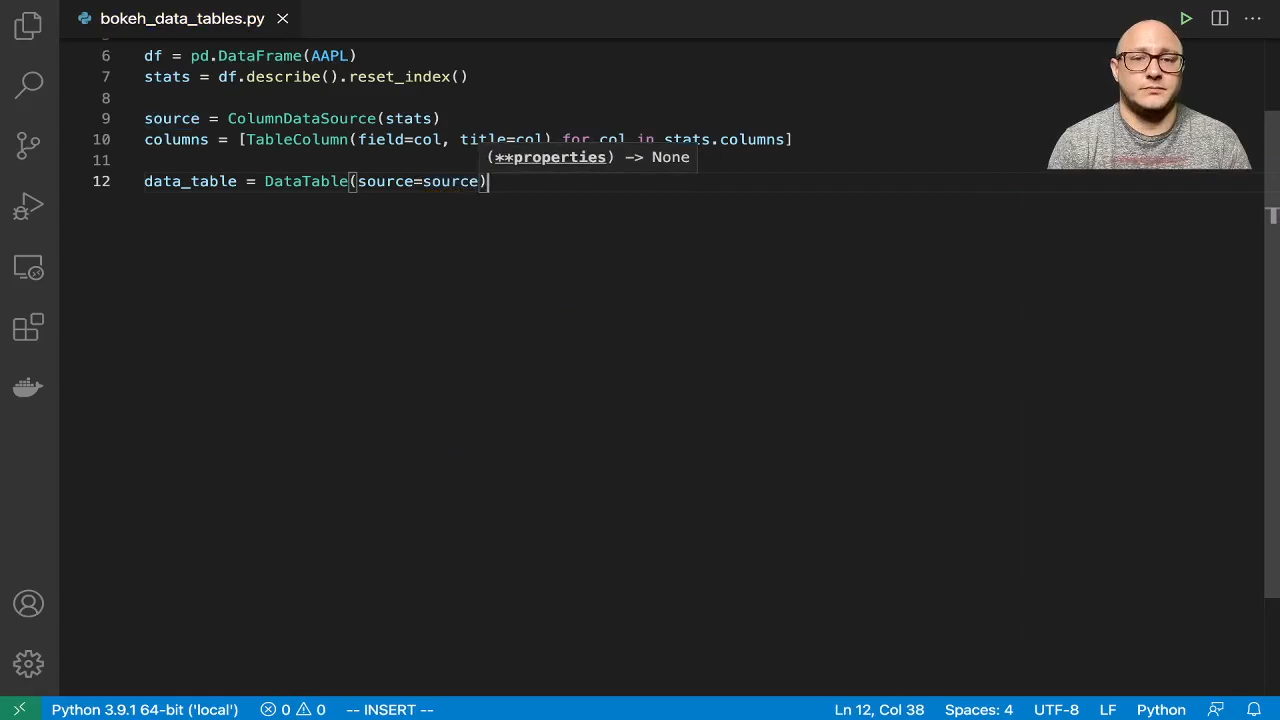 bokeh_data_tables.py
6 df = pd.DataFrame(AAPL)
7 stats = df.describe().reset_index()
8
9 source = ColumnDataSource(stats)
10 columns = [TableColumn(field=col, title=col) for col in stats.columns]
11 (**properties) -> None
12 data_table = DataTable(source=source)
Python 3.9.1 64-bit ('local') 0 0 -- INSERT -- Ln 12, Col 38 Spaces: 4 UTF-8 LF Python